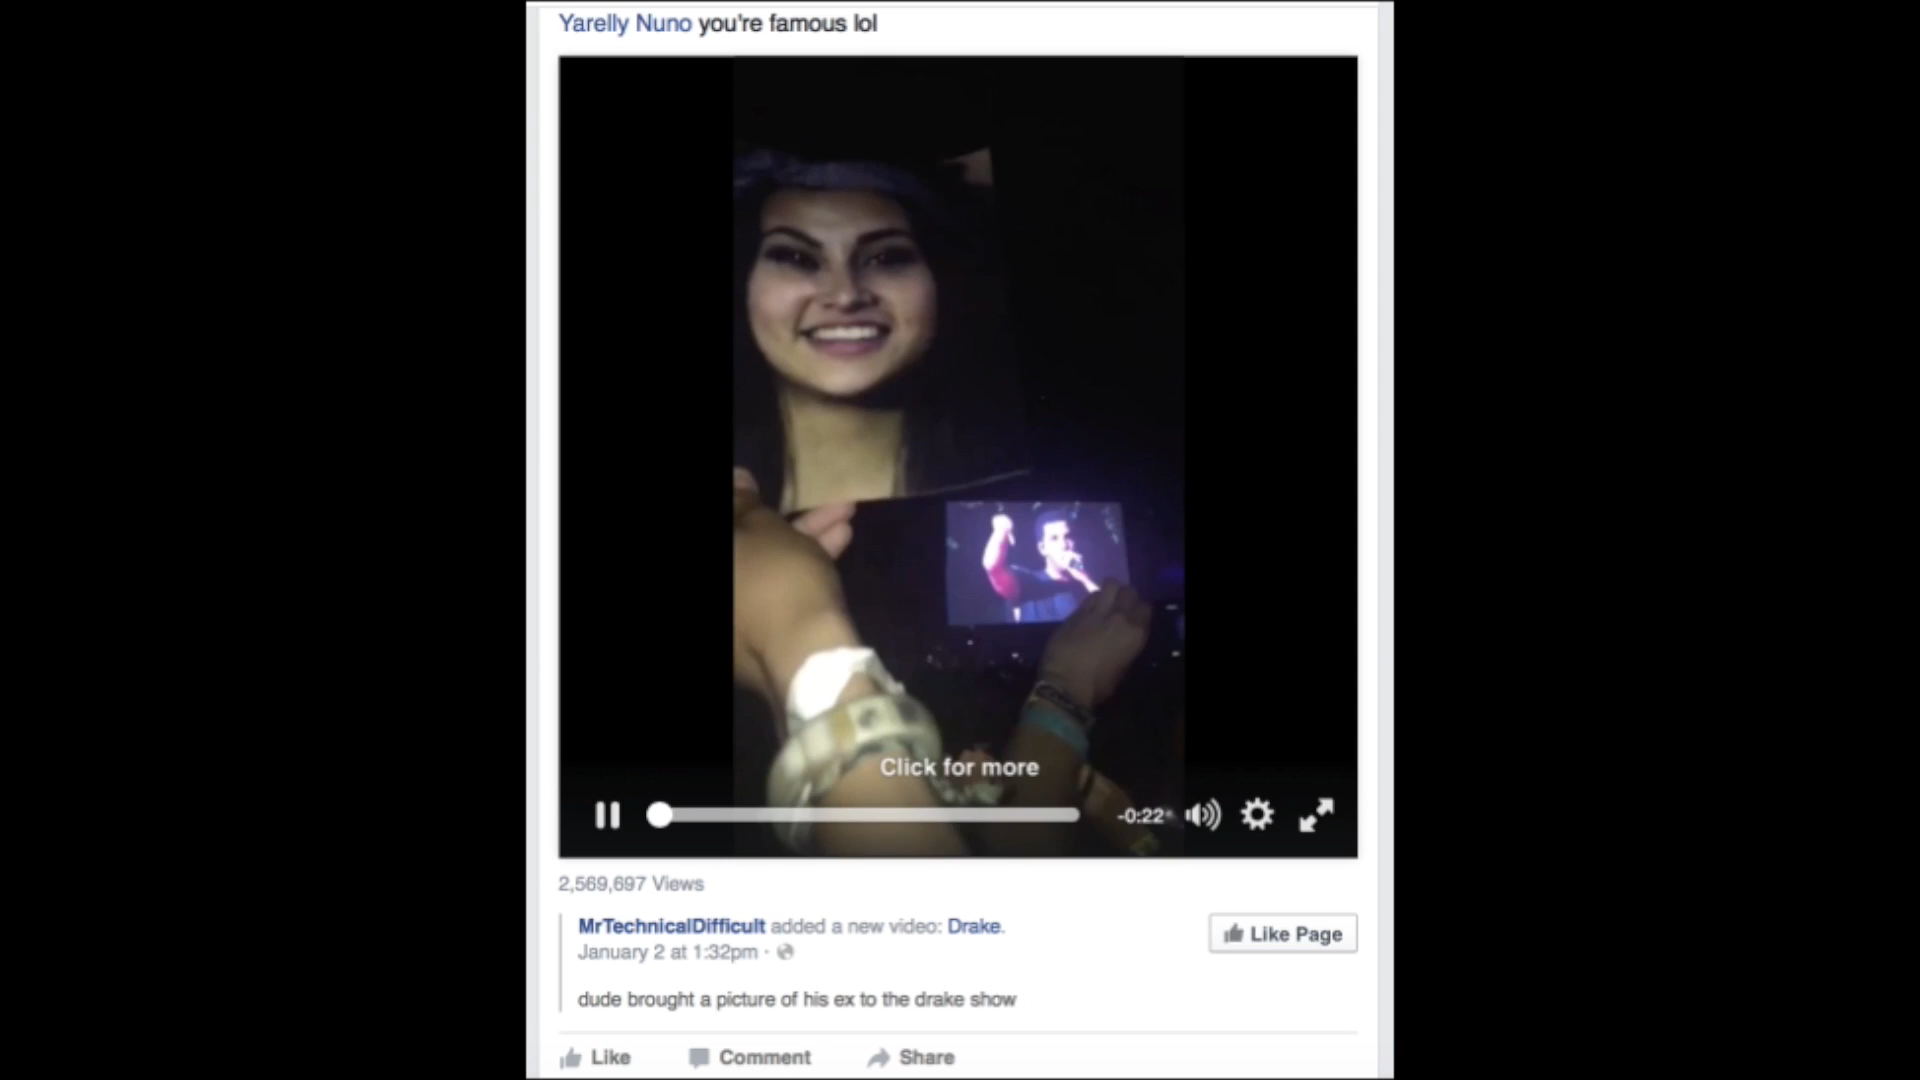 Yarelly Nuno you're famous lol
Click for more
-0:22
2,569,697 Views
MrTechnicalDifficult added a new video: Drake.
Like Page
January 2 at 1:32pm ·
dude brought a picture of his ex to the drake show
Like Comment Share